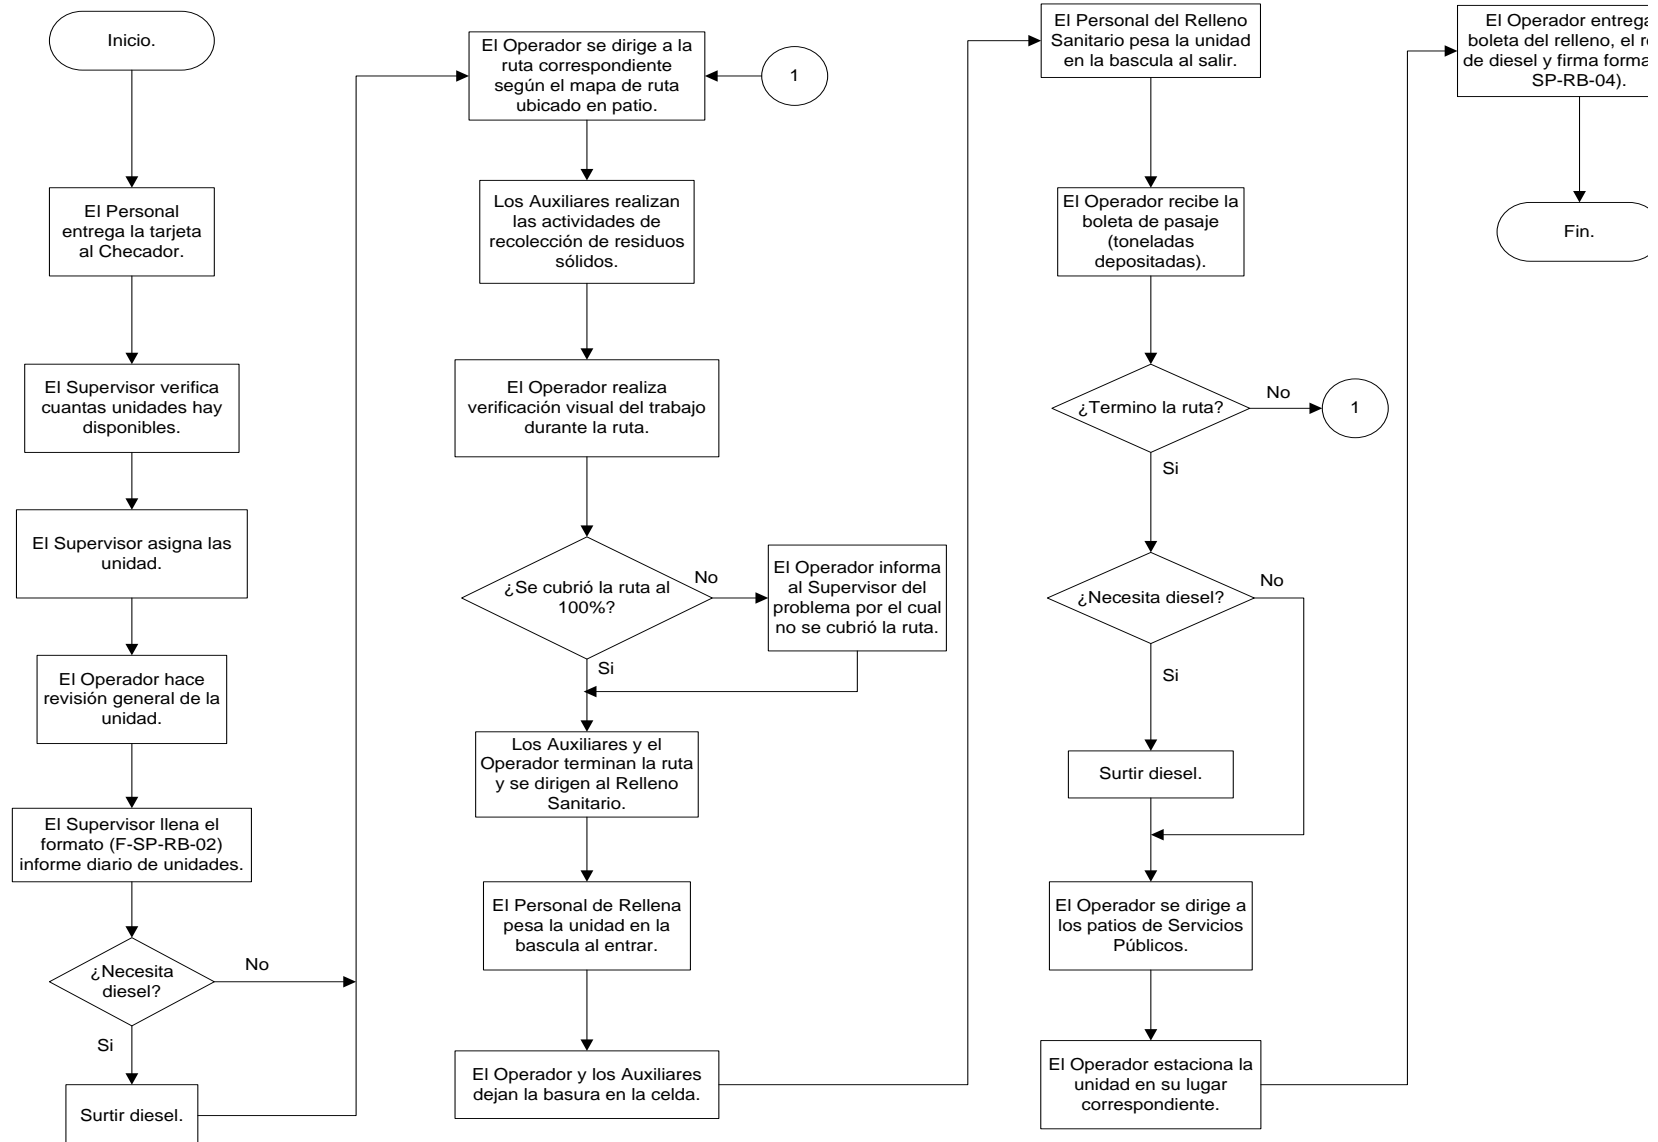 Inicio.
El Personal
entrega la tarjeta
al Checador.
El Supervisor verifica
cuantas unidades hay
disponibles.
El Supervisor asigna las
unidad.
El Operador hace
revisión general de la
unidad.
El Supervisor llena el
formato (F-SP-RB-02)
informe diario de unidades.
¿Necesita
diesel?
No
Si
Surtir diesel.
El Operador se dirige a la
ruta correspondiente
según el mapa de ruta
ubicado en patio.
1
Los Auxiliares realizan
las actividades de
recolección de residuos
sólidos.
El Operador realiza
verificación visual del trabajo
durante la ruta.
¿Se cubrió la ruta al
100%?
No
El Operador informa
al Supervisor del
problema por el cual
no se cubrió la ruta.
Si
Los Auxiliares y el
Operador terminan la ruta
y se dirigen al Relleno
Sanitario.
El Personal de Rellena
pesa la unidad en la
bascula al entrar.
El Operador y los Auxiliares
dejan la basura en la celda.
El Personal del Relleno
Sanitario pesa la unidad
en la bascula al salir.
El Operador recibe la
boleta de pasaje
(toneladas
depositadas).
¿Termino la ruta?
No
1
Si
¿Necesita diesel?
No
Si
Surtir diesel.
El Operador se dirige a
los patios de Servicios
Públicos.
El Operador estaciona la
unidad en su lugar
correspondiente.
El Operador entrega
boleta del relleno, el
de diesel y firma
SP-RB-04).
Fin.